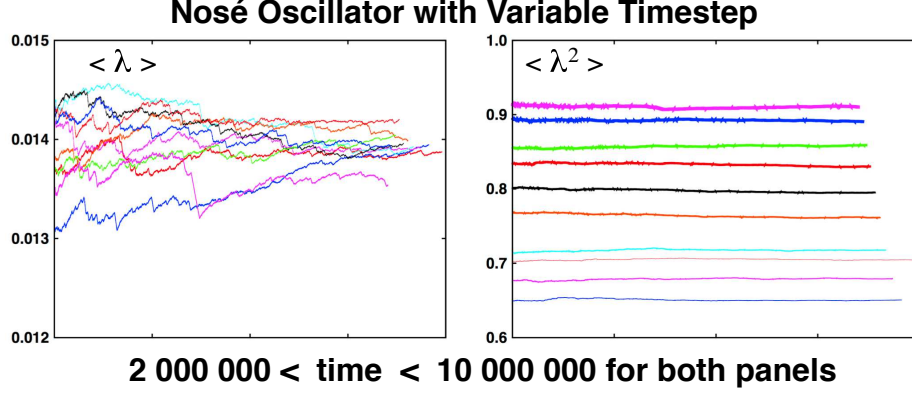 Nosé Oscillator with Variable Timestep
0.015
0.014
0.013
0.012
< λ >
1.0
0.9
0.8
0.7
0.6
< λ² >
2 000 000 < time < 10 000 000 for both panels